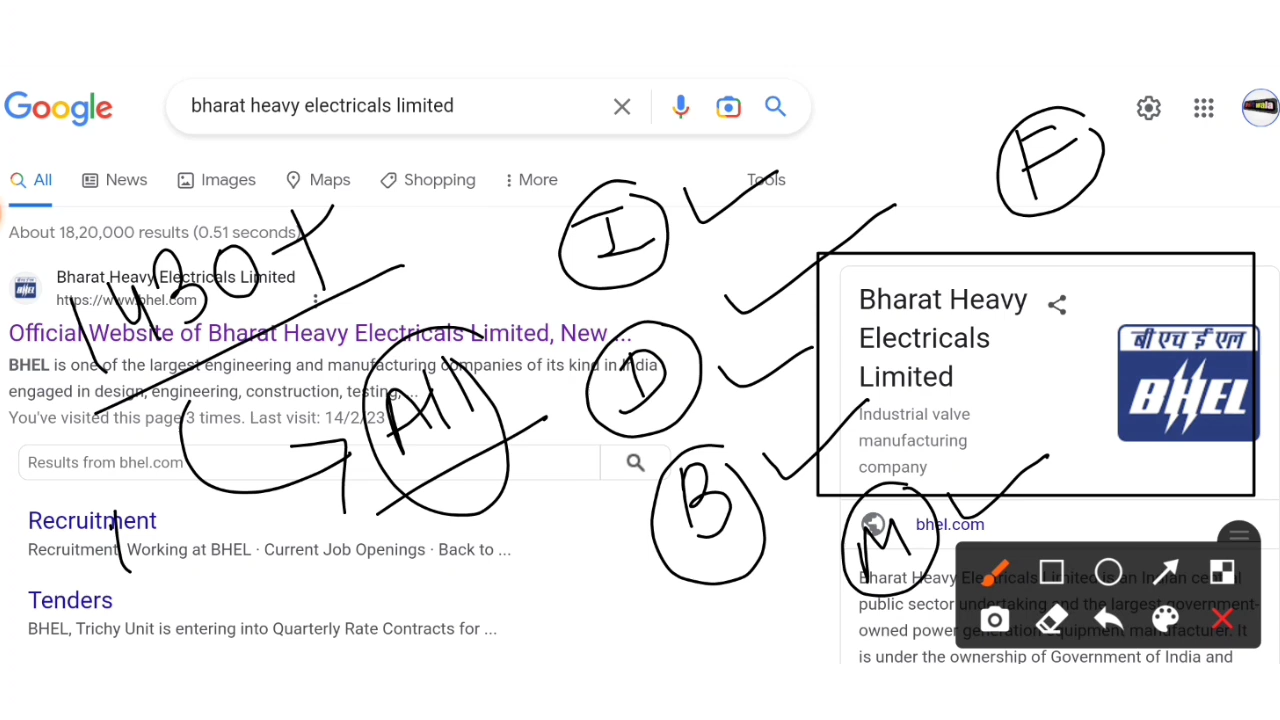 Google
bharat heavy electricals limited
All News Images Maps Shopping More Tools
F
I
About 18,20,000 results (0.51 seconds)
1430+
Bharat Heavy Electricals Limited
https://www.bhel.com
Official Website of Bharat Heavy Electricals Limited, New ...
BHEL is one of the largest engineering and manufacturing companies of its kind in India
engaged in design, engineering, construction, testing, ...
You've visited this page 3 times. Last visit: 14/2/23
D
Results from bhel.com
B
Recruitment
Recruitment. Working at BHEL · Current Job Openings · Back to ...
Tenders
BHEL, Trichy Unit is entering into Quarterly Rate Contracts for ...
Bharat Heavy
Electricals
Limited
Industrial valve
manufacturing
company
बी एच ई एल
BHEL
M
bhel.com
Bharat Heavy Electricals Limited is an Indian central
public sector undertaking and the largest government-
owned power generation equipment manufacturer. It
is under the ownership of Government of India and